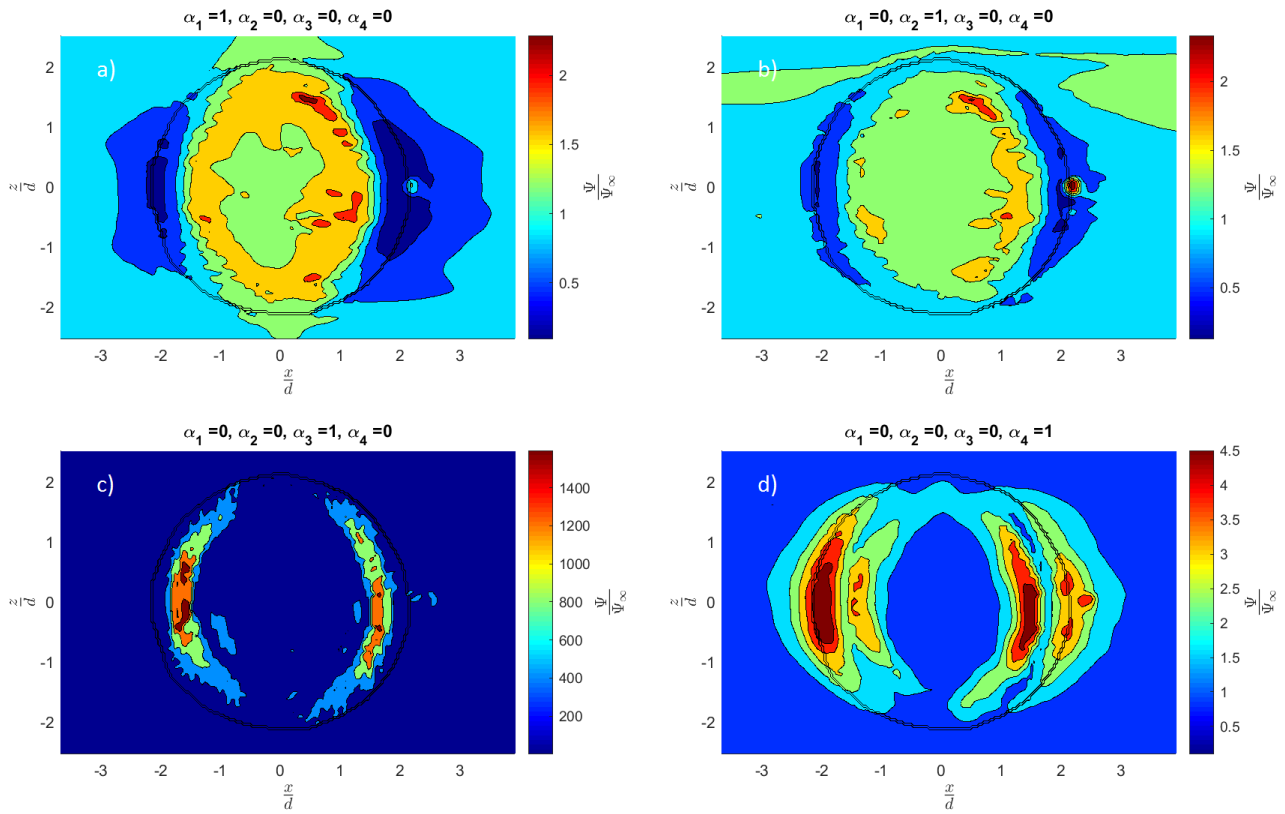 α1 =1, α2 =0, α3 =0, α4 =0
a)
2
1
0
-1
-2
z/d
-3 -2 -1 0 1 2 3
x/d
2
1.5
1
0.5
Ψ/Ψ∞
α1 =0, α2 =1, α3 =0, α4 =0
b)
2
1
0
-1
-2
z/d
-3 -2 -1 0 1 2 3
x/d
2
1.5
1
0.5
Ψ/Ψ∞
α1 =0, α2 =0, α3 =1, α4 =0
c)
2
1
0
-1
-2
z/d
-3 -2 -1 0 1 2 3
x/d
1400
1200
1000
800
600
400
200
Ψ/Ψ∞
α1 =0, α2 =0, α3 =0, α4 =1
d)
2
1
0
-1
-2
z/d
-3 -2 -1 0 1 2 3
x/d
4.5
4
3.5
3
2.5
2
1.5
1
0.5
Ψ/Ψ∞